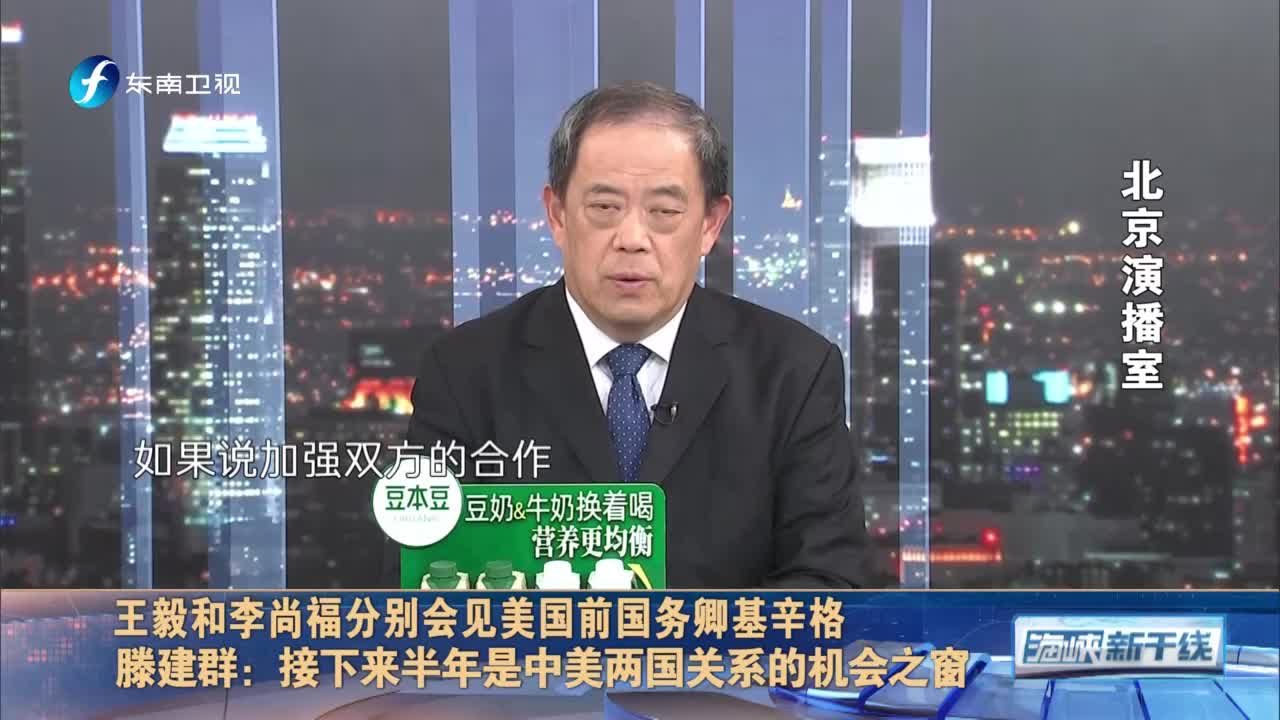 东南卫视
北京演播室
如果说加强双方的合作
豆本豆
豆奶&牛奶换着喝
营养更均衡
王毅和李尚福分别会见美国前国务卿基辛格
滕建群：接下来半年是中美两国关系的机会之窗
海峡新干线